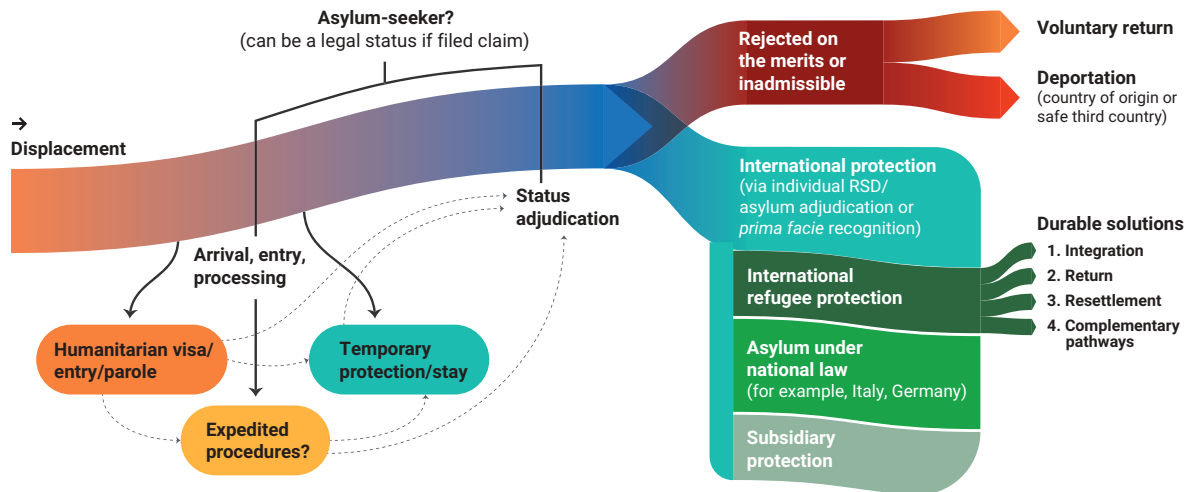 Asylum-seeker?
(can be a legal status if filed claim)
Displacement
Arrival, entry,
processing
Status
adjudication
Humanitarian visa/
entry/parole
Temporary
protection/stay
Expedited
procedures?
Rejected on
the merits or
inadmissible
Voluntary return
Deportation
(country of origin or
safe third country)
International protection
(via individual RSD/
asylum adjudication or
prima facie recognition)
International
refugee protection
Asylum under
national law
(for example, Italy, Germany)
Subsidiary
protection
Durable solutions
1. Integration
2. Return
3. Resettlement
4. Complementary
pathways